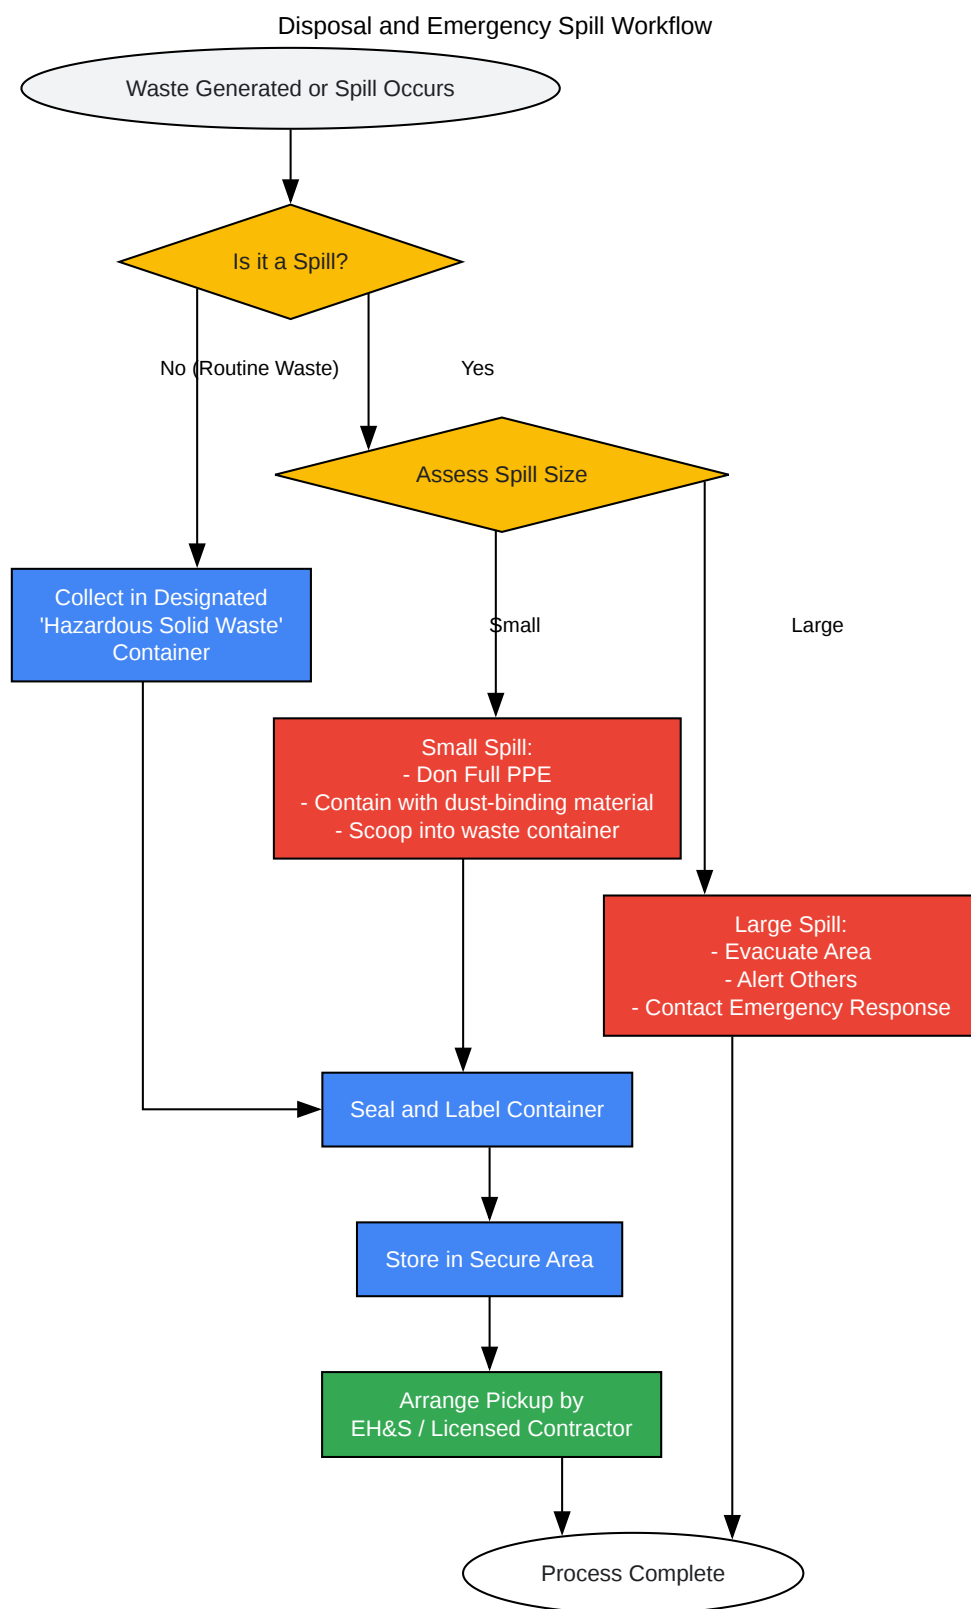 Disposal and Emergency Spill Workflow
Waste Generated or Spill Occurs
Is it a Spill?
No (Routine Waste)
Yes
Assess Spill Size
Collect in Designated
'Hazardous Solid Waste'
Container
Small
Large
Small Spill:
- Don Full PPE
- Contain with dust-binding material
- Scoop into waste container
Large Spill:
- Evacuate Area
- Alert Others
- Contact Emergency Response
Seal and Label Container
Store in Secure Area
Arrange Pickup by
EH&S / Licensed Contractor
Process Complete